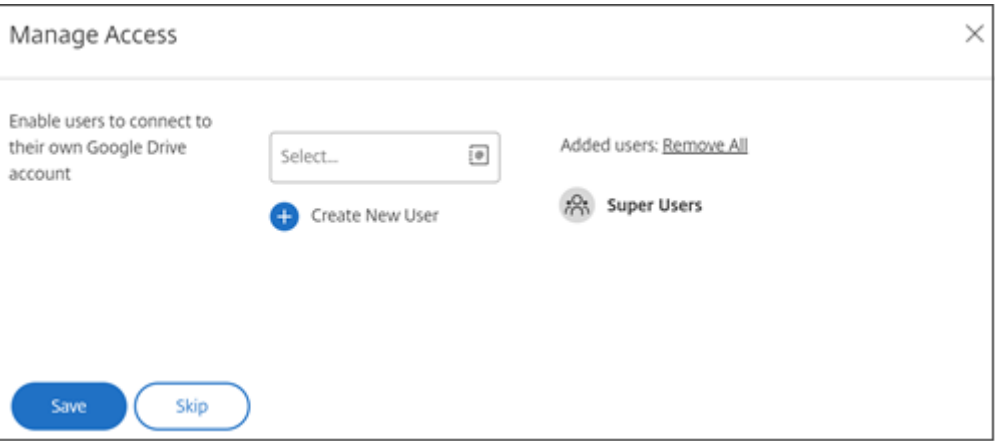 Manage Access
Enable users to connect to
their own Google Drive
account
Select...
Create New User
Added users: Remove All
Super Users
Save
Skip